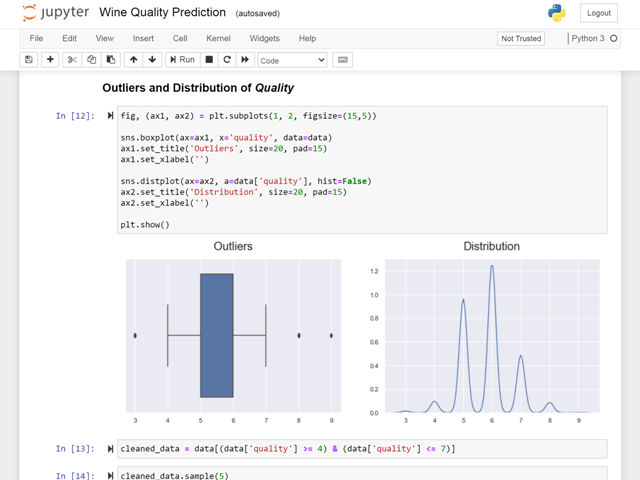 jupyter Wine Quality Prediction (autosaved) Logout
File Edit View Insert Cell Kernel Widgets Help Not Trusted Python 3
Run Code
Outliers and Distribution of Quality
In [12]: fig, (ax1, ax2) = plt.subplots(1, 2, figsize=(15,5))
sns.boxplot(ax=ax1, x='quality', data=data)
ax1.set_title('Outliers', size=20, pad=15)
ax1.set_xlabel('')
sns.distplot(ax=ax2, a=data['quality'], hist=False)
ax2.set_title('Distribution', size=20, pad=15)
ax2.set_xlabel('')
plt.show()
Outliers Distribution
1.2
1.0
0.8
0.6
0.4
0.2
0.0
3 4 5 6 7 8 9 3 4 5 6 7 8 9
In [13]: cleaned_data = data[(data['quality'] >= 4) & (data['quality'] <= 7)]
In [14]: cleaned_data.sample(5)